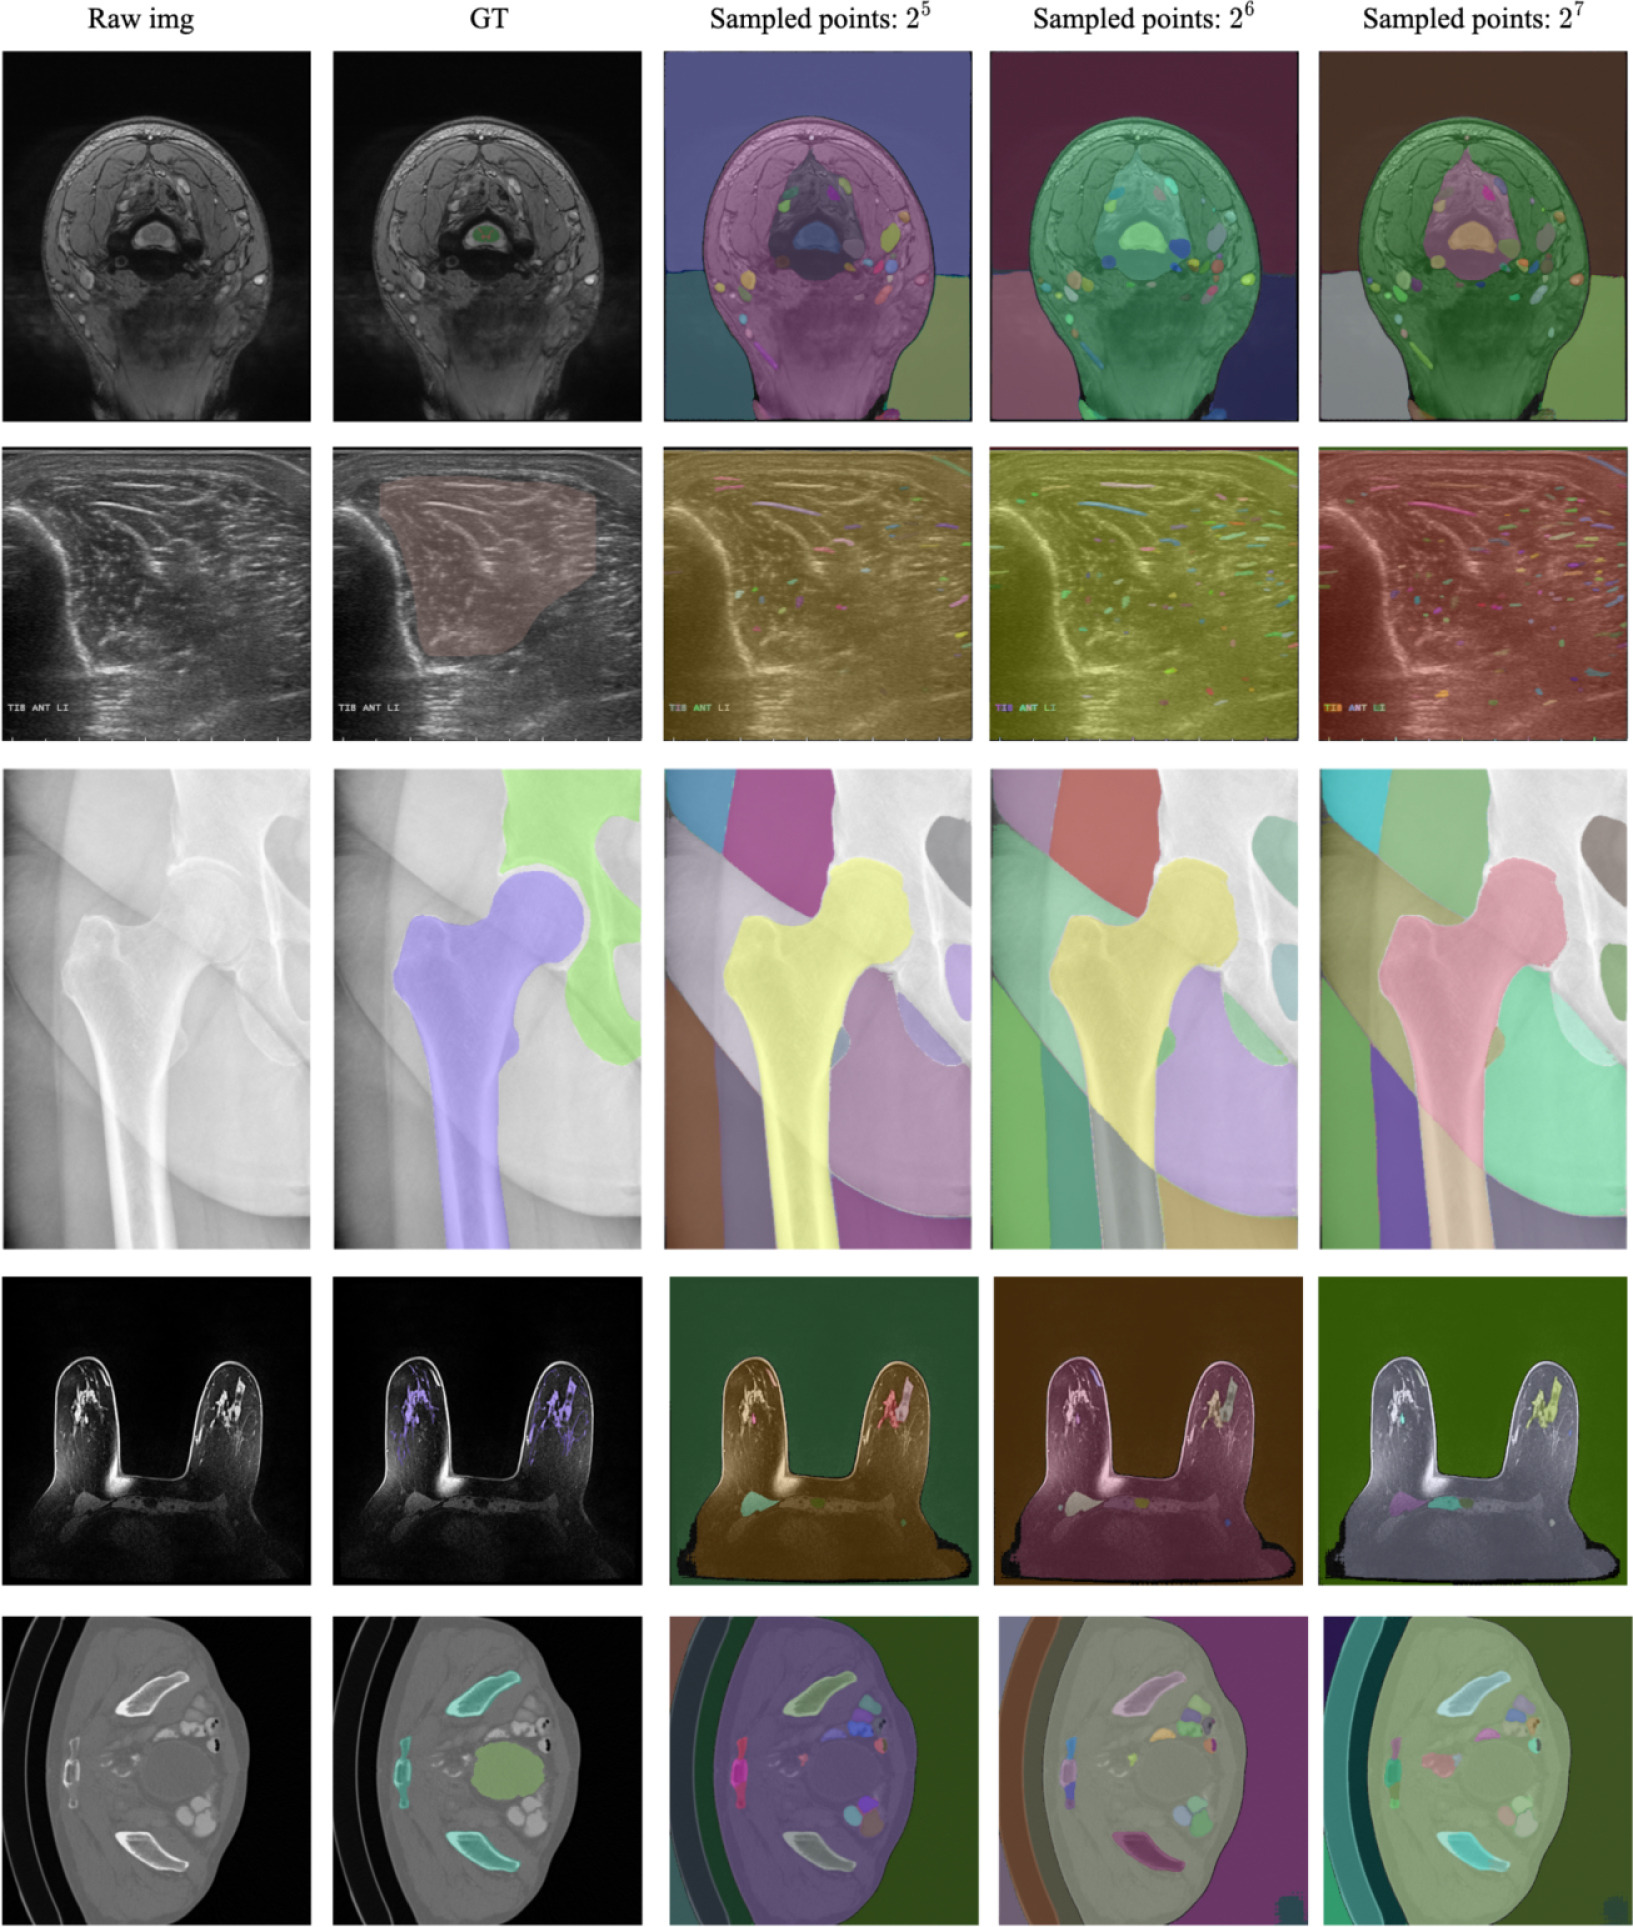 Raw img GT Sampled points: 2⁵ Sampled points: 2⁶ Sampled points: 2⁷
TIB ANT LI TIB ANT LI TIB ANT LI TIB ANT LI TIB ANT LI